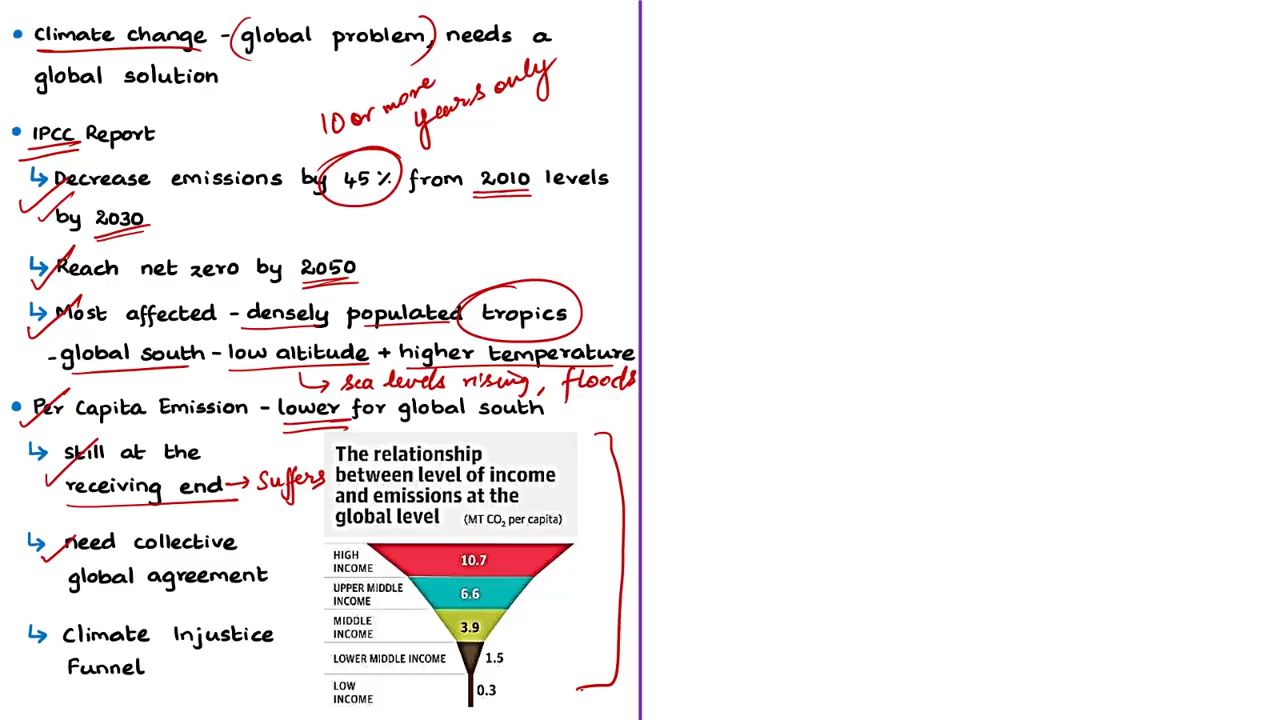 • Climate change - (global problem), needs a
global solution
10 or more
years only
• IPCC Report
↳ Decrease emissions by 45% from 2010 levels
by 2030
↳ Reach net zero by 2050
↳ Most affected - densely populated tropics
- global south - low altitude + higher temperature
↳ sea levels rising, floods
• Per Capita Emission - lower for global south
↳ still at the
receiving end → Suffers
↳ need collective
global agreement
↳ Climate Injustice
Funnel
The relationship
between level of income
and emissions at the
global level (MT CO₂ per capita)
HIGH
INCOME 10.7
UPPER MIDDLE
INCOME 6.6
MIDDLE
INCOME 3.9
LOWER MIDDLE INCOME 1.5
LOW
INCOME 0.3